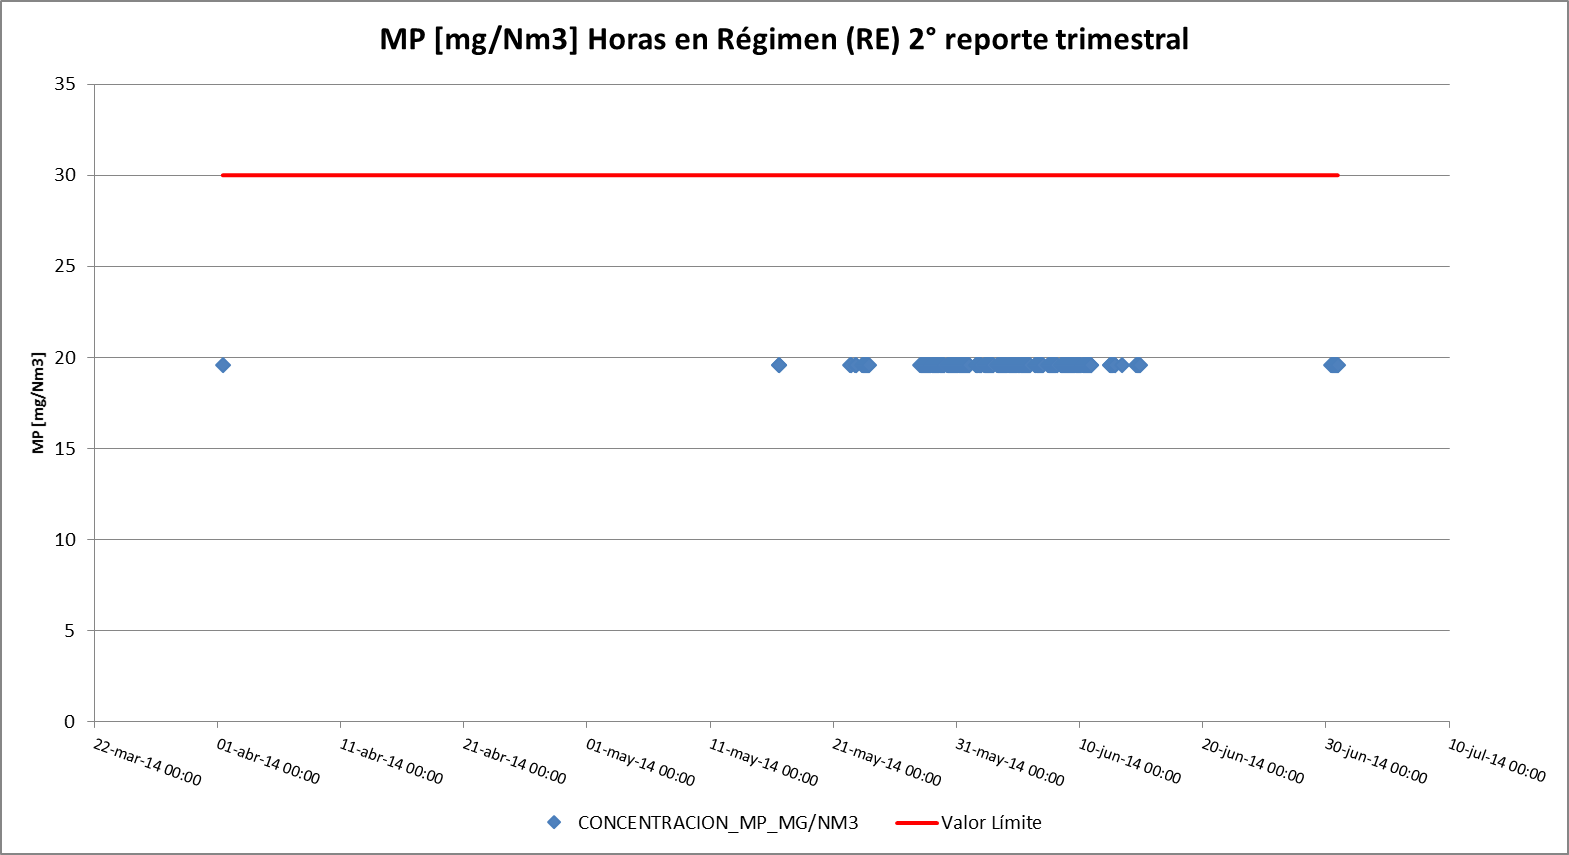 MP [mg/Nm3] Horas en Régimen (RE) 2° reporte trimestral
35
30
25
20
15
10
5
0
MP [mg/Nm3]
22-mar-14 00:00
01-abr-14 00:00
11-abr-14 00:00
21-abr-14 00:00
01-may-14 00:00
11-may-14 00:00
21-may-14 00:00
31-may-14 00:00
10-jun-14 00:00
20-jun-14 00:00
30-jun-14 00:00
10-jul-14 00:00
CONCENTRACION_MP_MG/NM3
Valor Límite